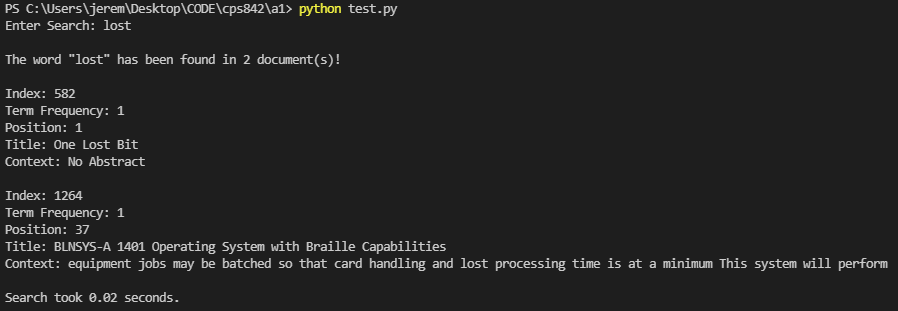 PS C:\Users\jerem\Desktop\CODE\cps842\a1> python test.py
Enter Search: lost
The word "lost" has been found in 2 document(s)!
Index: 582
Term Frequency: 1
Position: 1
Title: One Lost Bit
Context: No Abstract
Index: 1264
Term Frequency: 1
Position: 37
Title: BLNSYS-A 1401 Operating System with Braille Capabilities
Context: equipment jobs may be batched so that card handling and lost processing time is at a minimum This system will perform
Search took 0.02 seconds.